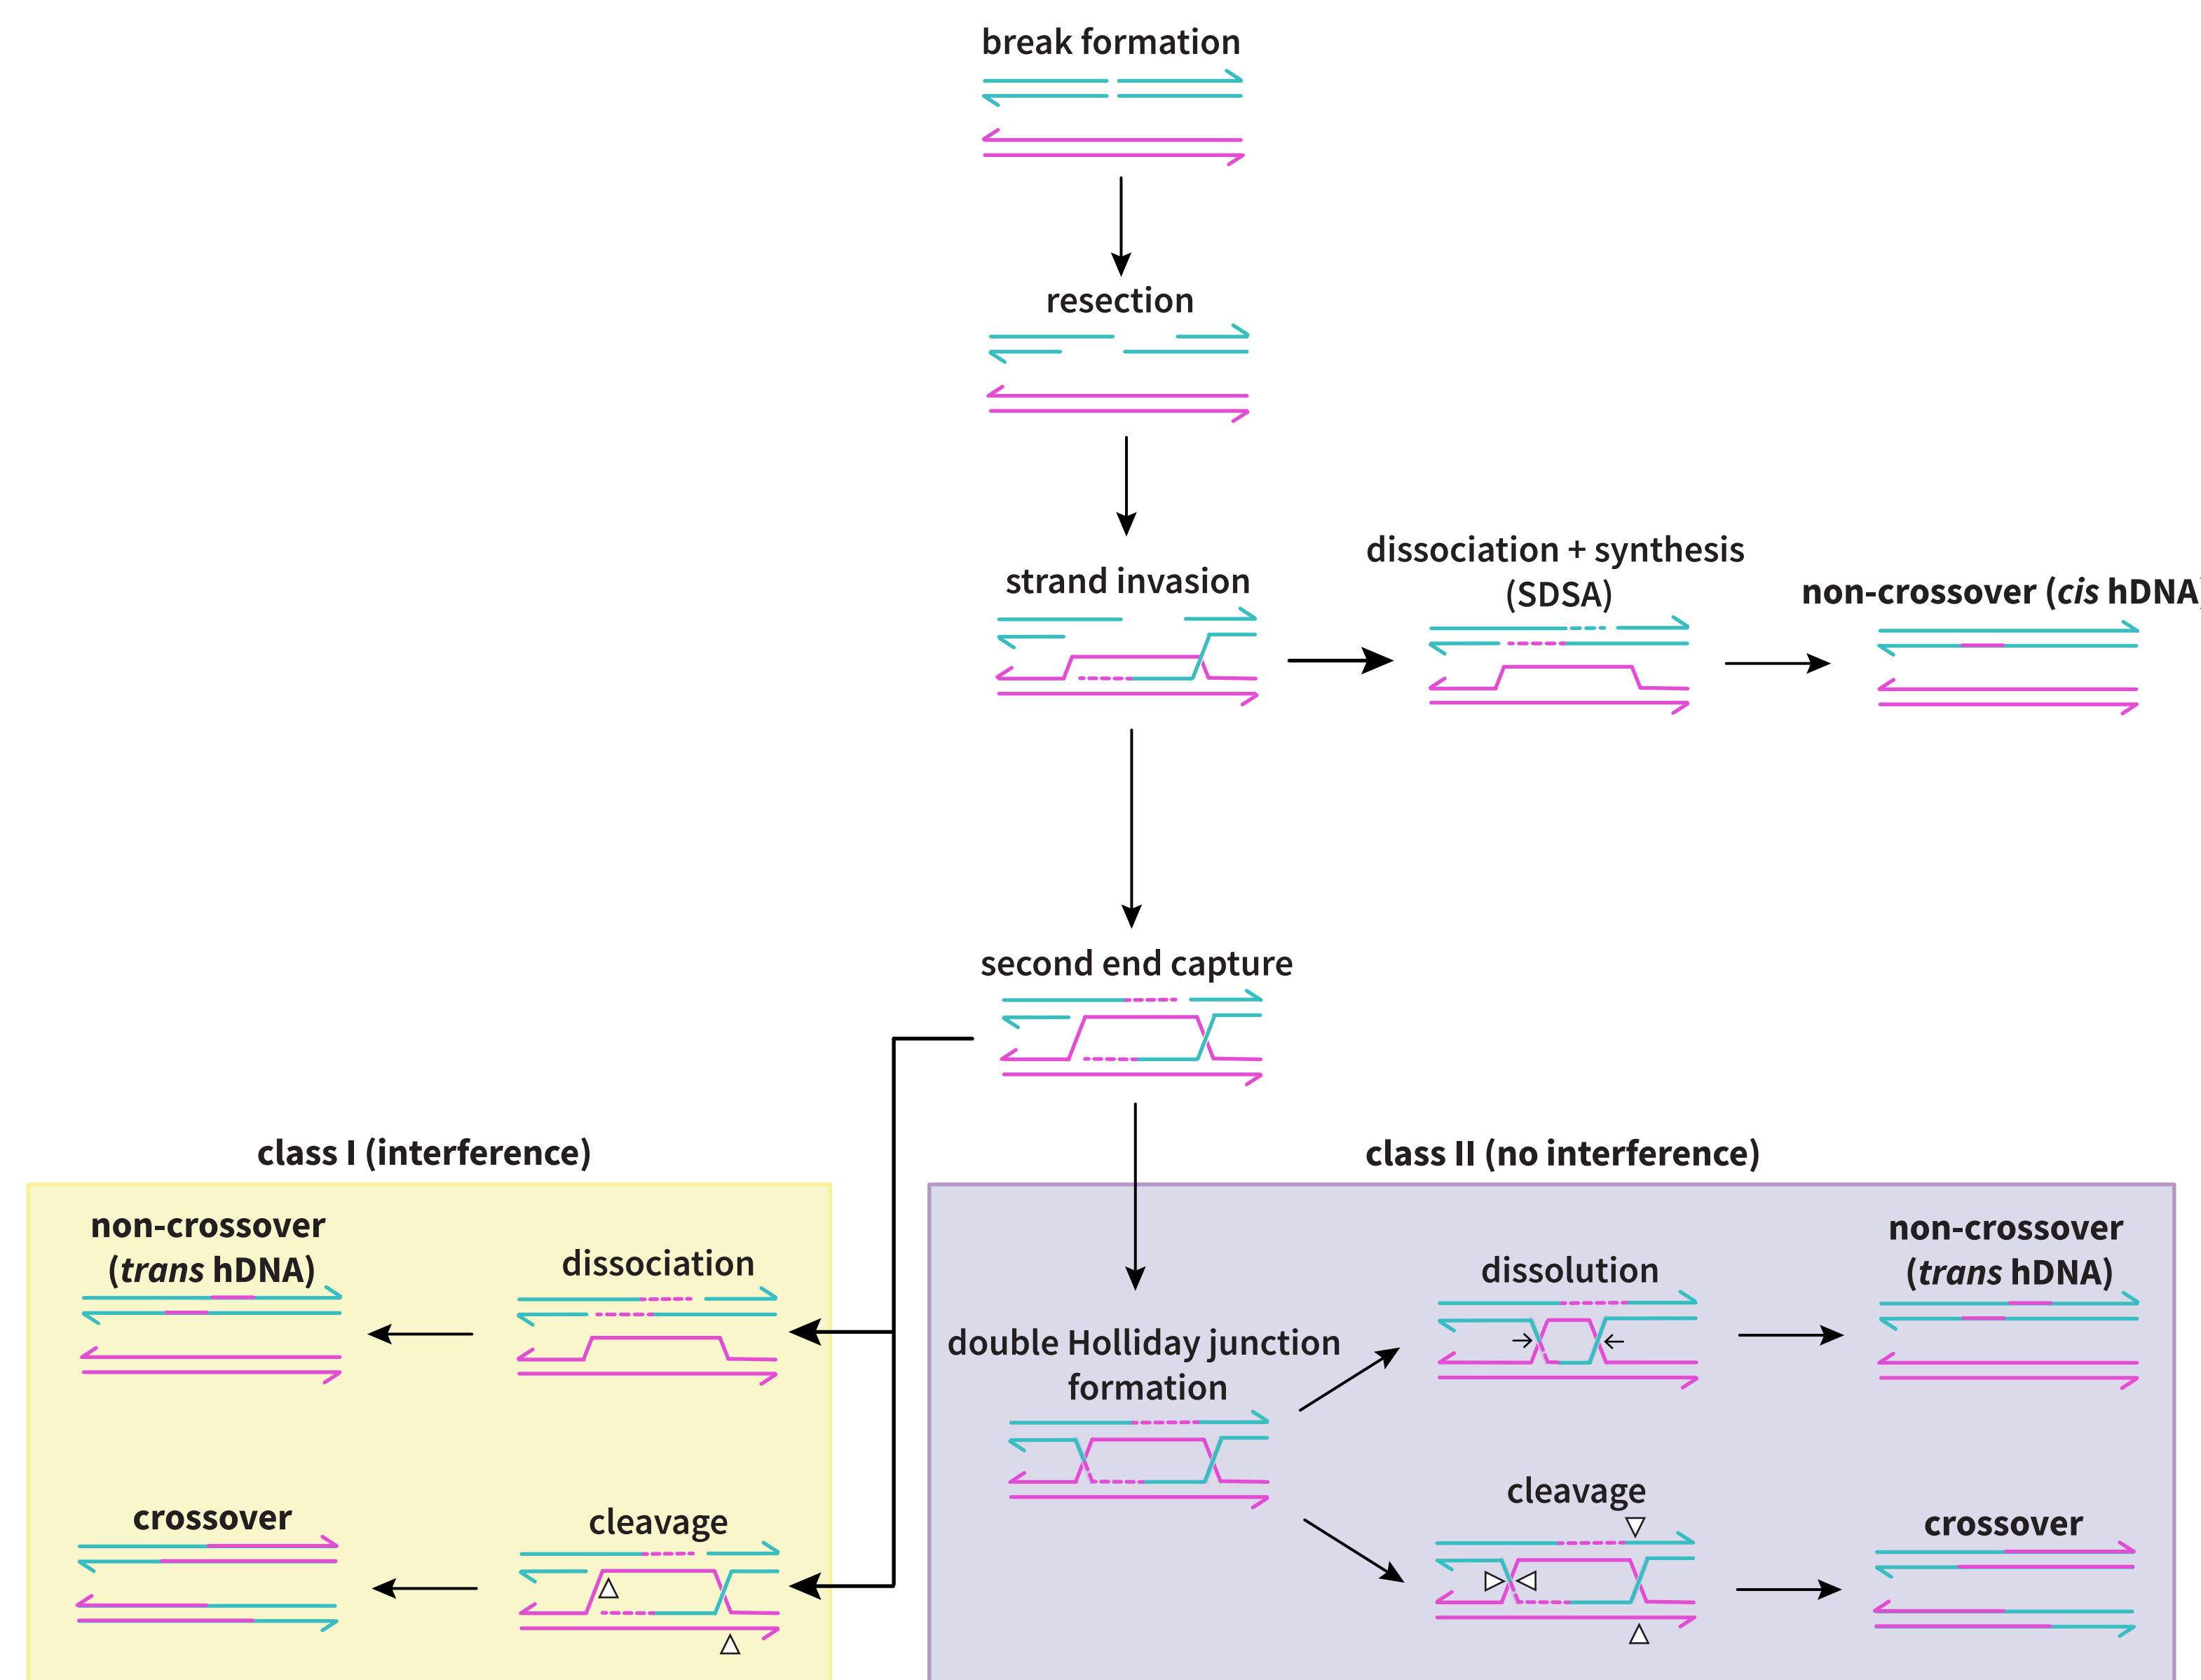 break formation
resection
strand invasion
dissociation + synthesis
(SDSA)
non-crossover (cis hDNA)
second end capture
class I (interference)
class II (no interference)
non-crossover
(trans hDNA)
dissociation
crossover
cleavage
double Holliday junction
formation
dissolution
non-crossover
(trans hDNA)
cleavage
crossover